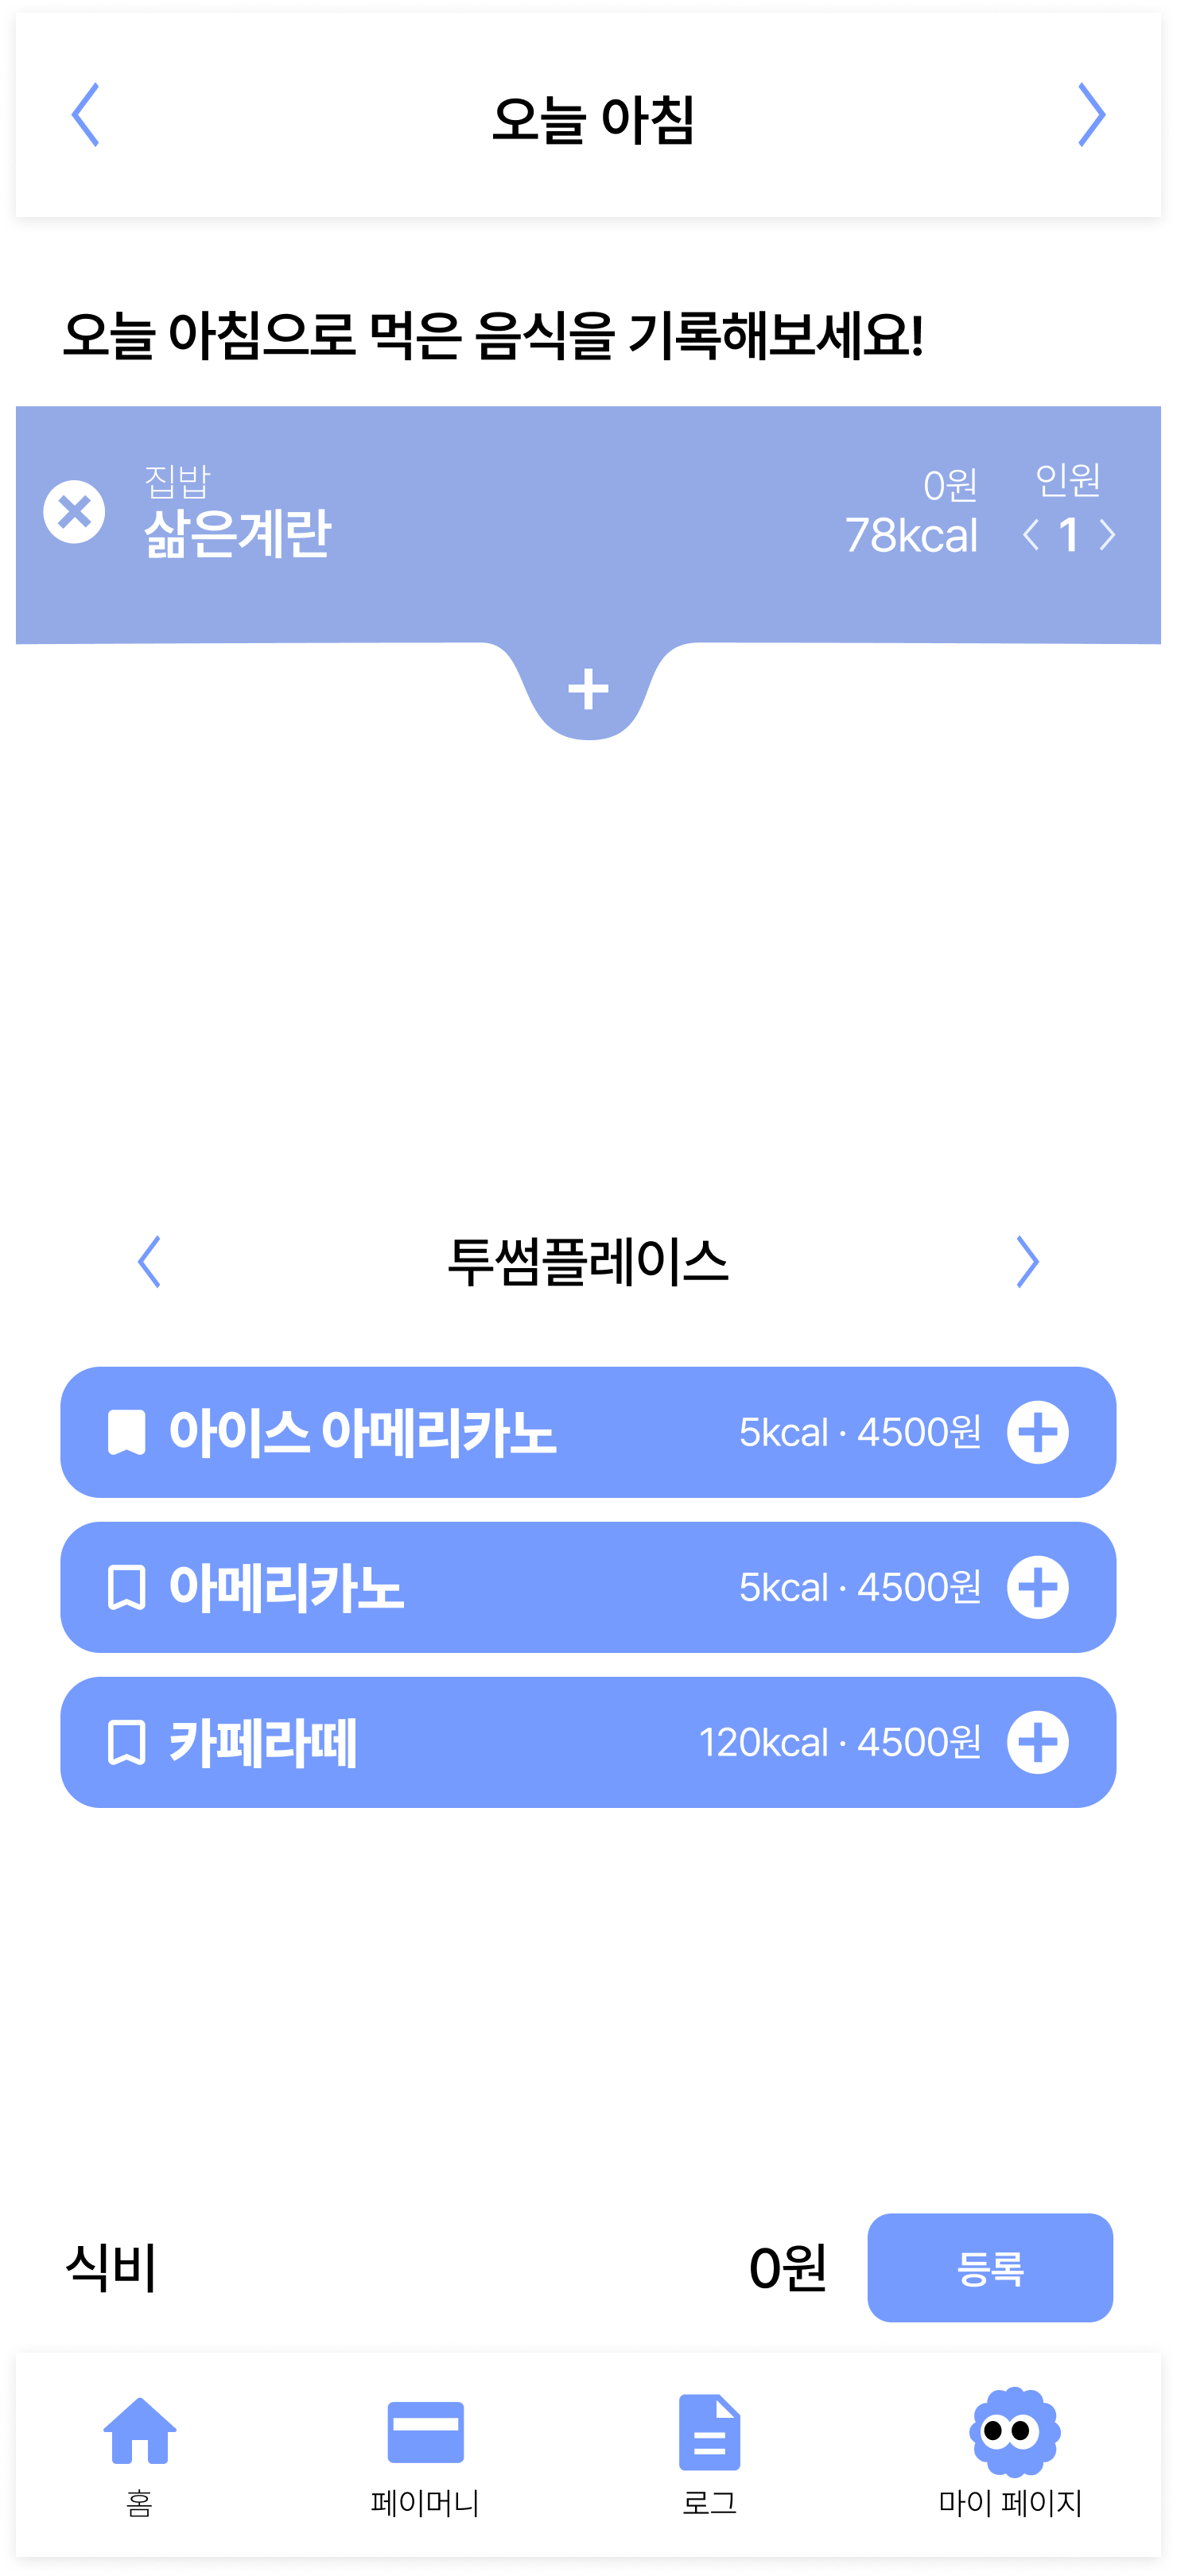 오늘 아침
오늘 아침으로 먹은 음식을 기록해보세요!
집밥 0원 인원
삶은계란 78kcal 1
투썸플레이스
아이스 아메리카노 5kcal · 4500원
아메리카노 5kcal · 4500원
카페라떼 120kcal · 4500원
식비 0원 등록
홈 페이머니 로그 마이 페이지